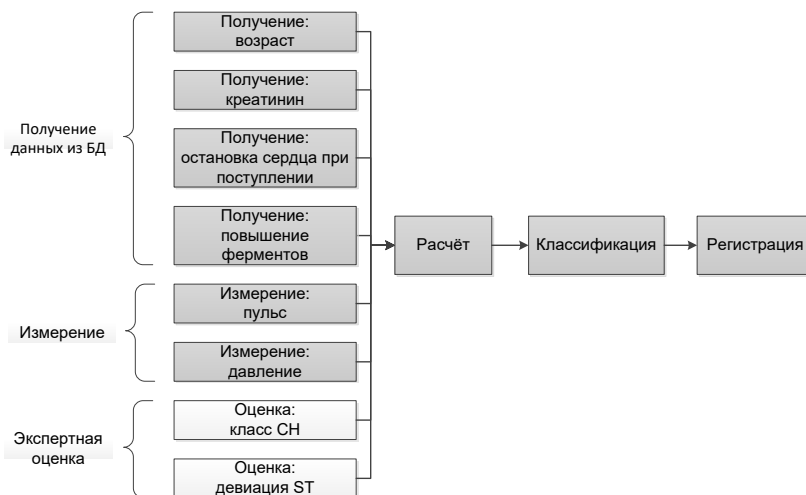 Получение
данных из БД
Получение:
возраст
Получение:
креатинин
Получение:
остановка сердца при
поступлении
Получение:
повышение
ферментов
Измерение
Измерение:
пульс
Измерение:
давление
Экспертная
оценка
Оценка:
класс СН
Оценка:
девиация ST
Расчёт
Классификация
Регистрация